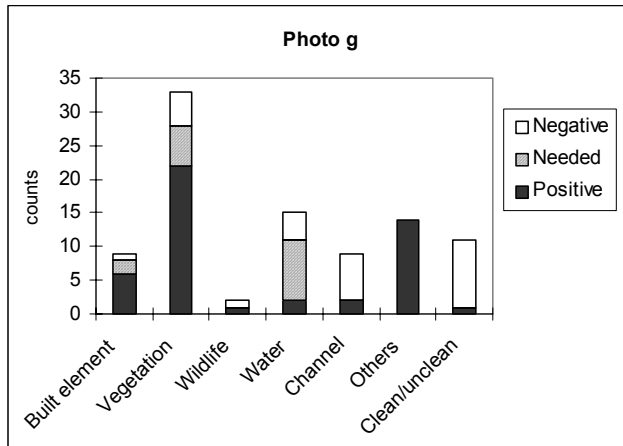 Photo g
35
30
25
20
15
10
5
0
counts
Built element
Vegetation
Wildlife
Water
Channel
Others
Clean/unclean
Negative
Needed
Positive